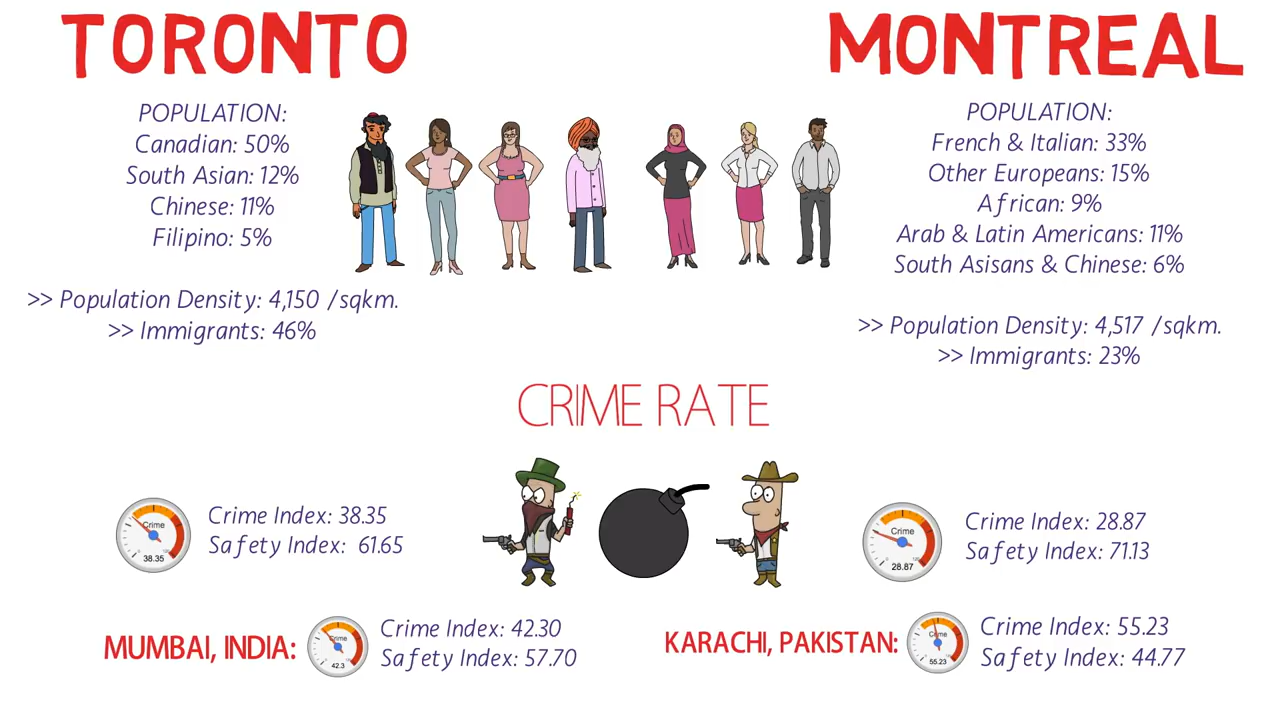 TORONTO
POPULATION:
Canadian: 50%
South Asian: 12%
Chinese: 11%
Filipino: 5%
>> Population Density: 4,150 /sqkm.
>> Immigrants: 46%
MONTREAL
POPULATION:
French & Italian: 33%
Other Europeans: 15%
African: 9%
Arab & Latin Americans: 11%
South Asisans & Chinese: 6%
>> Population Density: 4,517 /sqkm.
>> Immigrants: 23%
CRIME RATE
Crime
38.35
Crime Index: 38.35
Safety Index: 61.65
Crime
28.87
Crime Index: 28.87
Safety Index: 71.13
MUMBAI, INDIA:
Crime
42.3
Crime Index: 42.30
Safety Index: 57.70
KARACHI, PAKISTAN:
Crime
55.23
Crime Index: 55.23
Safety Index: 44.77